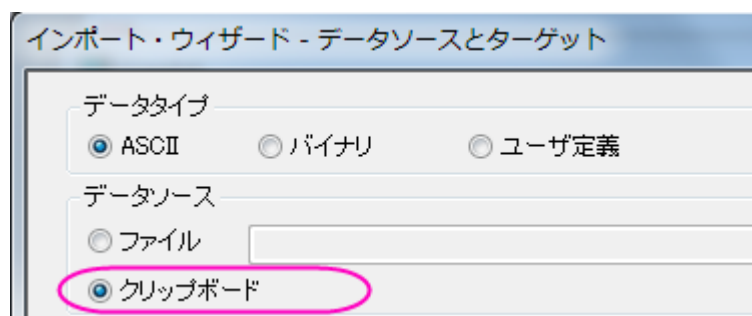 インポート・ウィザード - データソースとターゲット
データタイプ
ASCII バイナリ ユーザ定義
データソース
ファイル
クリップボード